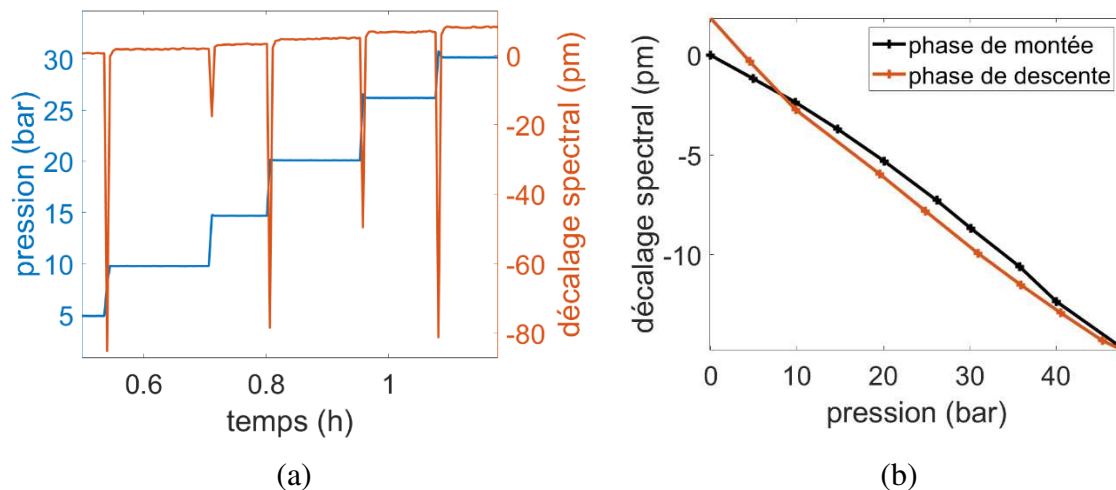 30
25
20
15
10
5
pression (bar)
0
-20
-40
-60
-80
décalage spectral (pm)
0.6
0.8
1
temps (h)
(a)
phase de montée
phase de descente
0
-5
-10
décalage spectral (pm)
0
10
20
30
40
pression (bar)
(b)